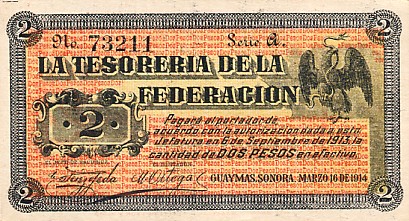 2 2
No. 73211 Serie A.
LA TESORERIA DE LA
FEDERACION
Pagará al portador de
acuerdo con la autorizacion dada a esta
Jefatura en 6 de Septiembre de 1913, la
cantidad de DOS PESOS en efectivo.
2
GUAYMAS, SONORA. MARZO 16 DE 1914
2 2